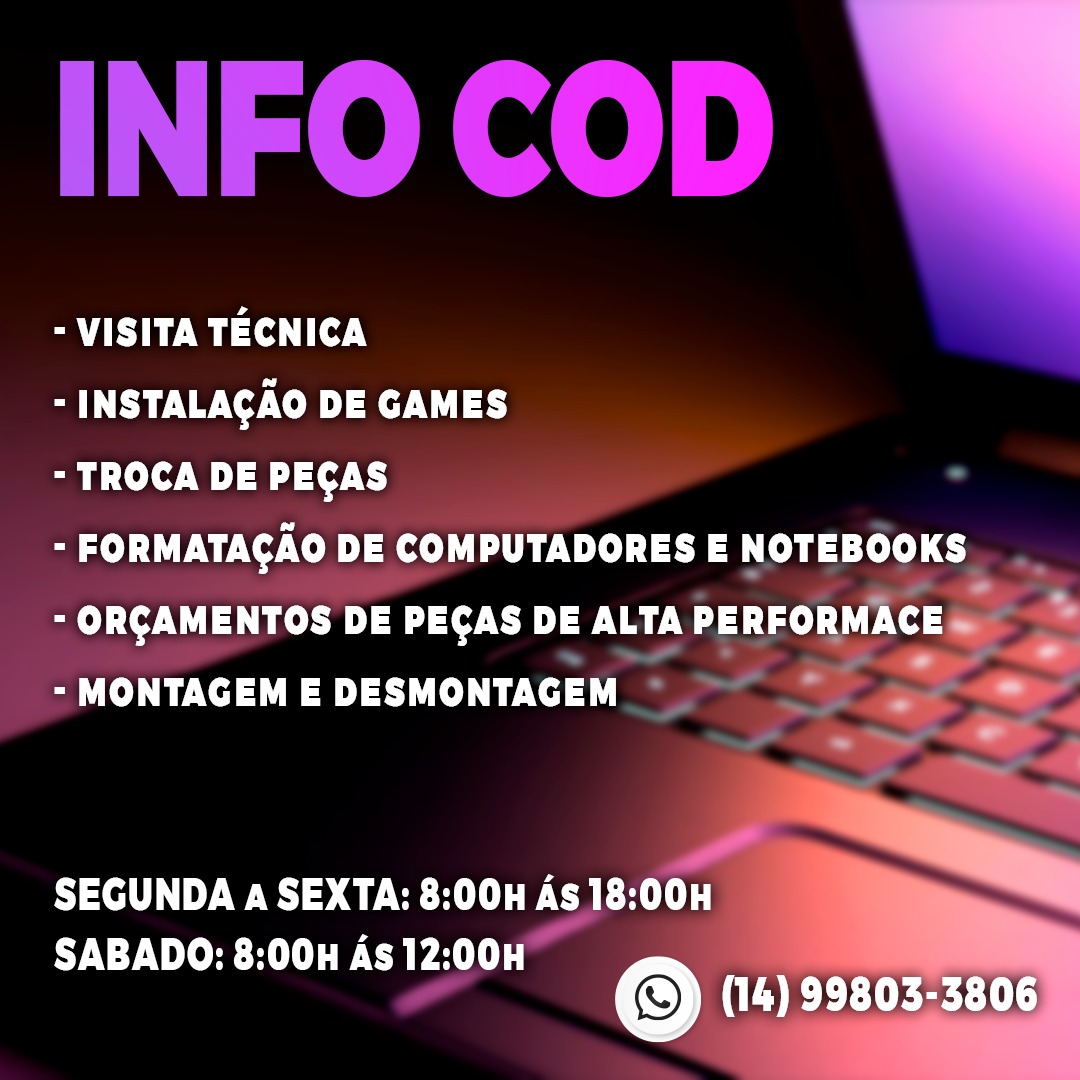 INFO COD
- VISITA TÉCNICA
- INSTALAÇÃO DE GAMES
- TROCA DE PEÇAS
- FORMATAÇÃO DE COMPUTADORES E NOTEBOOKS
- ORÇAMENTOS DE PEÇAS DE ALTA PERFORMACE
- MONTAGEM E DESMONTAGEM
SEGUNDA A SEXTA: 8:00H ÁS 18:00H
SABADO: 8:00H ÁS 12:00H
(14) 99803-3806